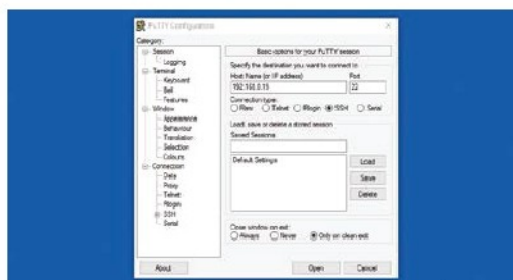 PuTTY Configuration
Category:
Session
Logging
Terminal
Keyboard
Bell
Features
Window
Appearance
Behaviour
Translation
Selection
Colours
Connection
Data
Proxy
Telnet
Rlogin
SSH
Serial
Basic options for your PuTTY session
Specify the destination you want to connect to
Host Name (or IP address) Port
192.168.0.15 22
Connection type:
Raw Telnet Rlogin SSH Serial
Load, save or delete a stored session
Saved Sessions
Default Settings
Load
Save
Delete
Close window on exit:
Always Never Only on clean exit
About Open Cancel